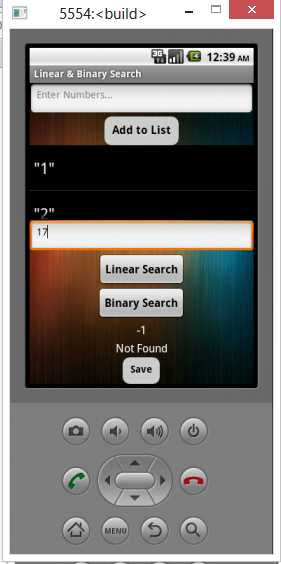 5554:<build>
3G
12:39 AM
Linear & Binary Search
Enter Numbers...
Add to List
"1"
"2"
17
Linear Search
Binary Search
-1
Not Found
Save
MENU